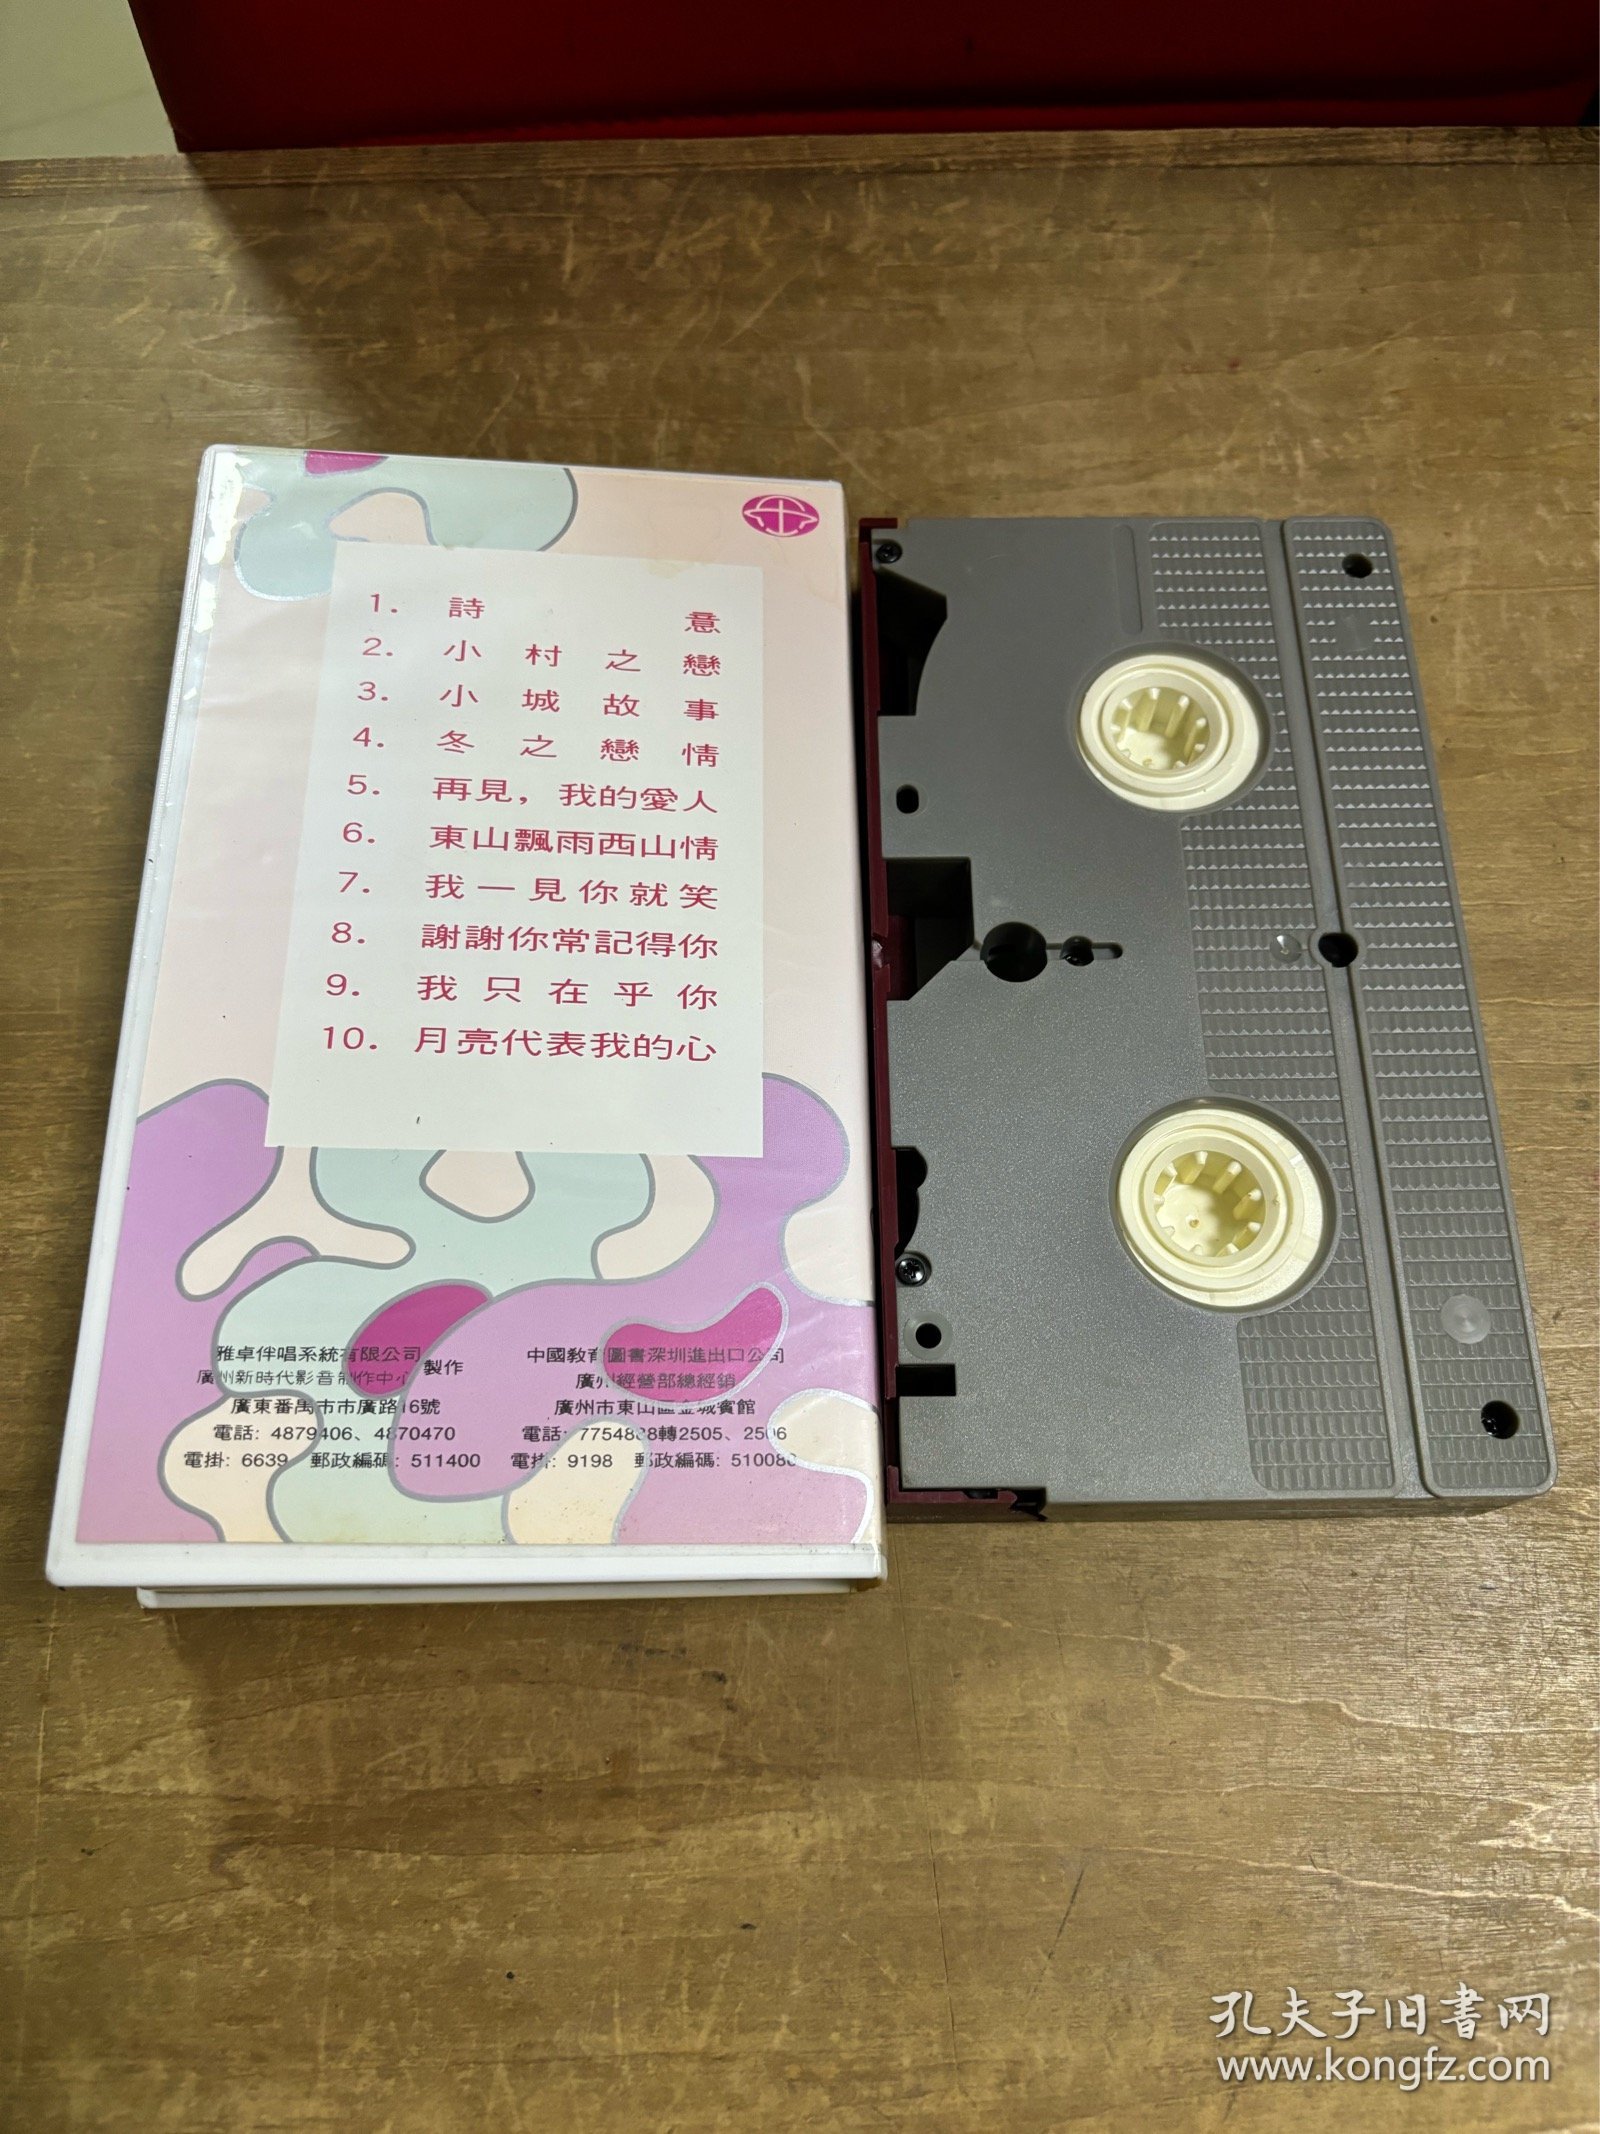 1. 詩意
2. 小村之戀
3. 小城故事
4. 冬之戀情
5. 再見，我的愛人
6. 東山飄雨西山情
7. 我一見你就笑
8. 謝謝你常記得你
9. 我只在乎你
10. 月亮代表我的心
雅卓伴唱系統有限公司
廣州新時代影音制作中心
製作
廣東番禺市市廣路16號
電話: 4879406、4870470
電掛: 6639 郵政編碼: 511400
中國教育圖書深圳進出口公司
廣州經營部總經銷
廣州市東山區金城賓館
電話: 7754888轉2505、2506
電掛: 9198 郵政編碼: 510080
孔夫子旧書网
www.kongfz.com